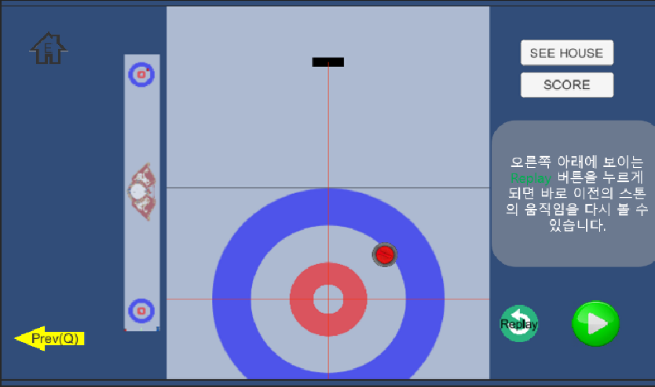 E
SEE HOUSE
SCORE
오른쪽 아래에 보이는
Replay 버튼을 누르게
되면 바로 이전의 스톤
의 움직임을 다시 볼 수
있습니다.
Replay
Prev(Q)